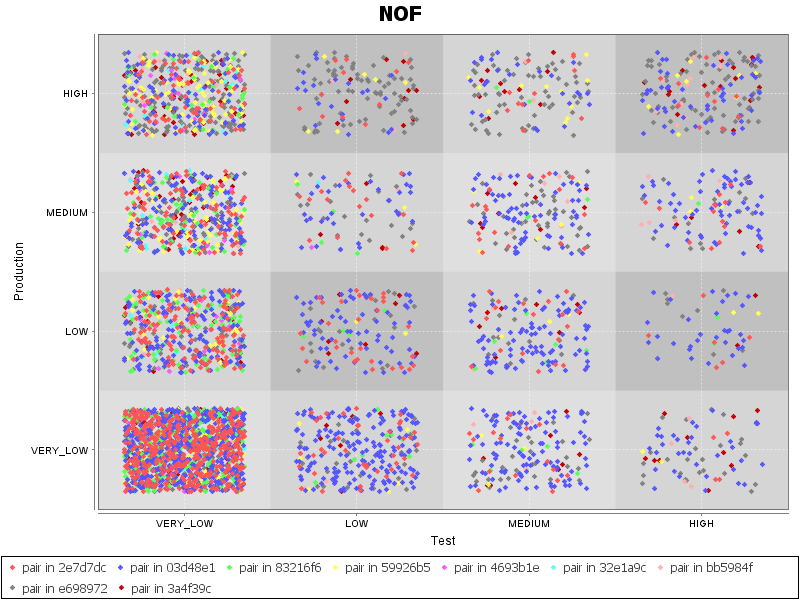 NOF
HIGH
MEDIUM
LOW
VERY_LOW
Production
VERY_LOW LOW MEDIUM HIGH
Test
pair in 2e7d7dc pair in 03d48e1 pair in 83216f6 pair in 59926b5 pair in 4693b1e pair in 32e1a9c pair in bb5984f
pair in e698972 pair in 3a4f39c